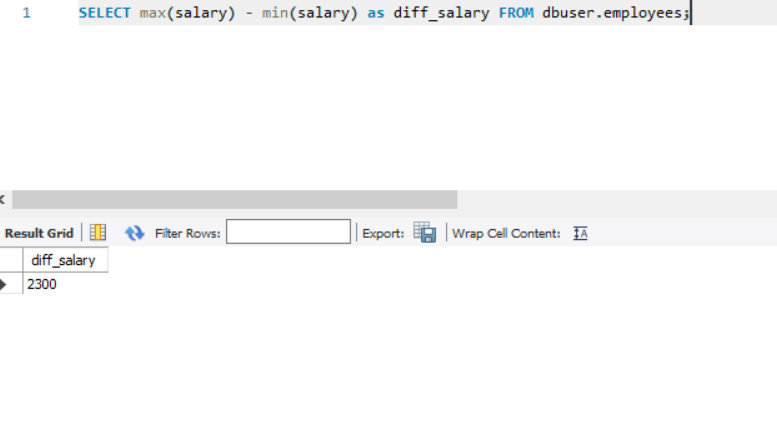 1 SELECT max(salary) - min(salary) as diff_salary FROM dbuser.employees;
Result Grid Filter Rows: Export: Wrap Cell Content:
diff_salary
2300